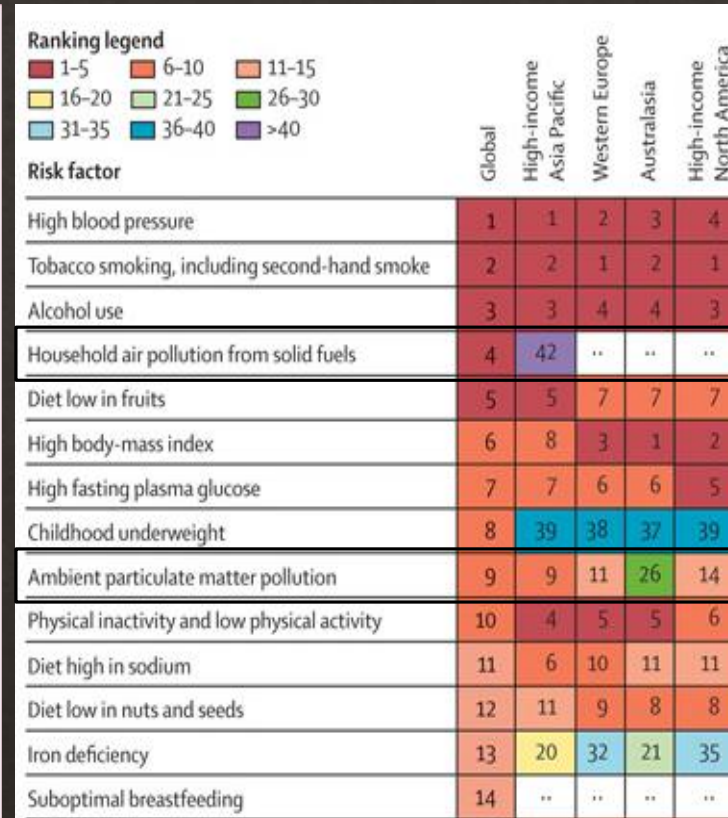 Ranking legend
1–5 6–10 11–15
16–20 21–25 26–30
31–35 36–40 >40
Risk factor
Global
High-income
Asia Pacific
Western Europe
Australasia
High-income
North America
High blood pressure 1 1 2 3 4
Tobacco smoking, including second-hand smoke 2 2 1 2 1
Alcohol use 3 3 4 4 3
Household air pollution from solid fuels 4 42 ·· ·· ··
Diet low in fruits 5 5 7 7 7
High body-mass index 6 8 3 1 2
High fasting plasma glucose 7 7 6 6 5
Childhood underweight 8 39 38 37 39
Ambient particulate matter pollution 9 9 11 26 14
Physical inactivity and low physical activity 10 4 5 5 6
Diet high in sodium 11 6 10 11 11
Diet low in nuts and seeds 12 11 9 8 8
Iron deficiency 13 20 32 21 35
Suboptimal breastfeeding 14 ·· ·· ·· ··